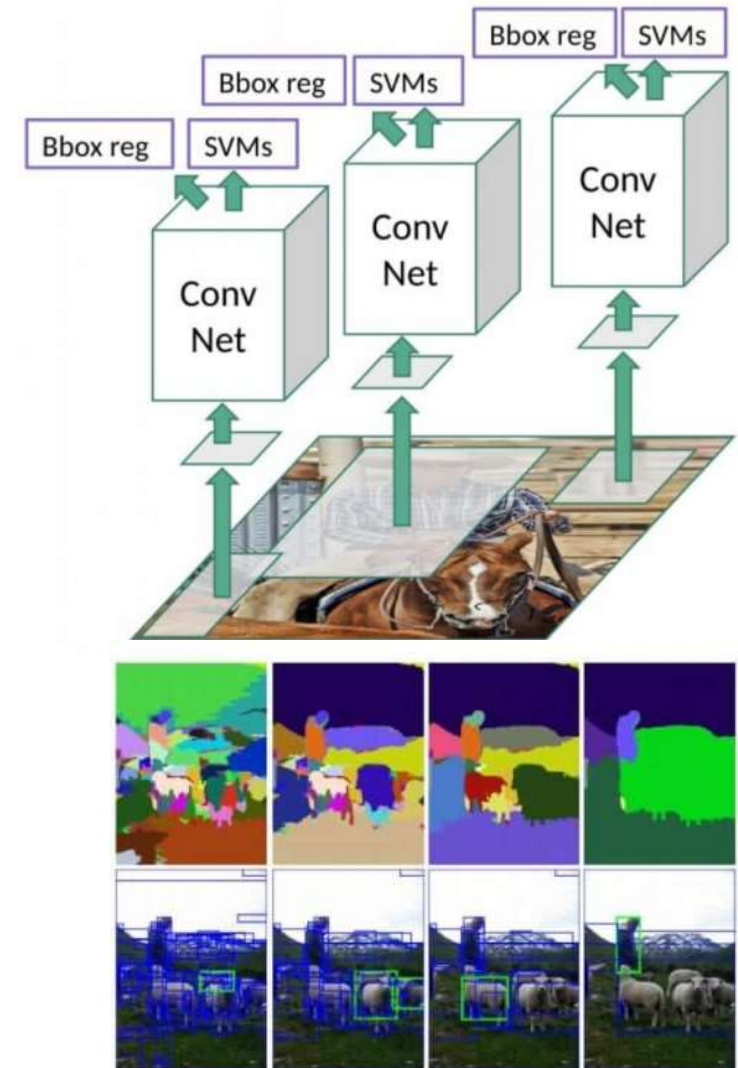 Bbox reg SVMs
Bbox reg SVMs
Bbox reg SVMs
Conv
Net
Conv
Net
Conv
Net